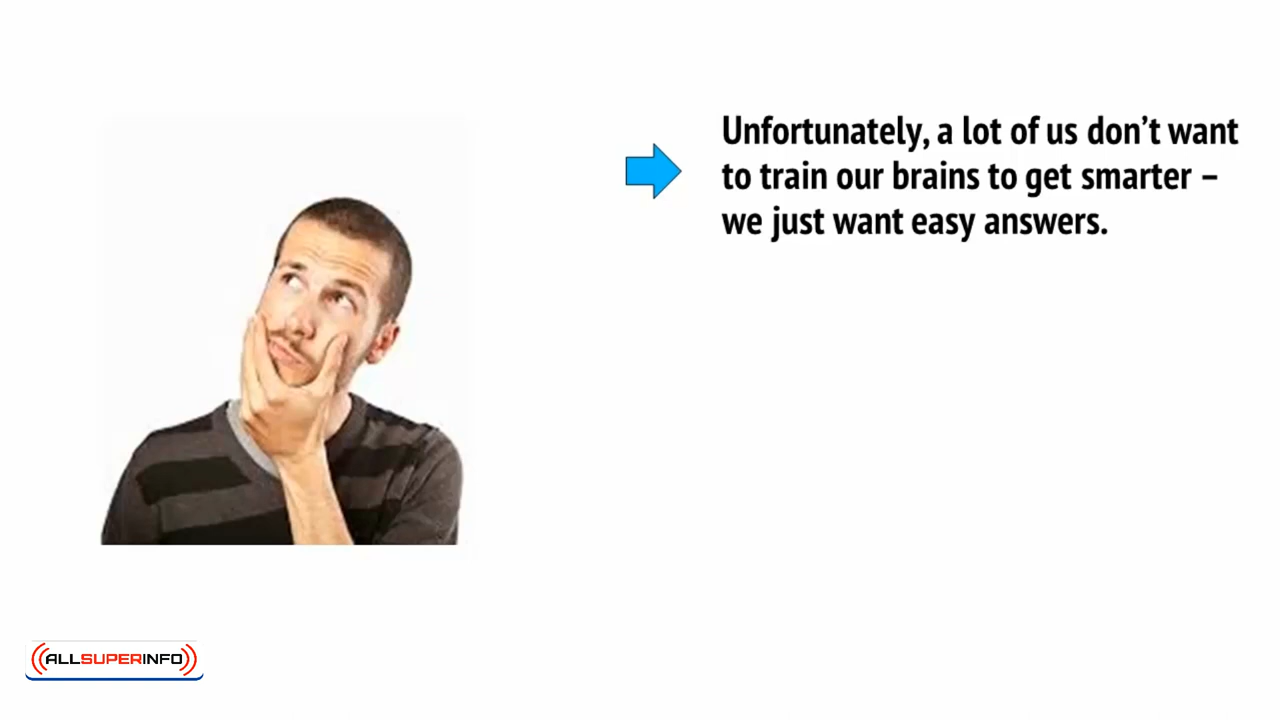 Unfortunately, a lot of us don’t want
to train our brains to get smarter –
we just want easy answers.
ALLSUPERINFO